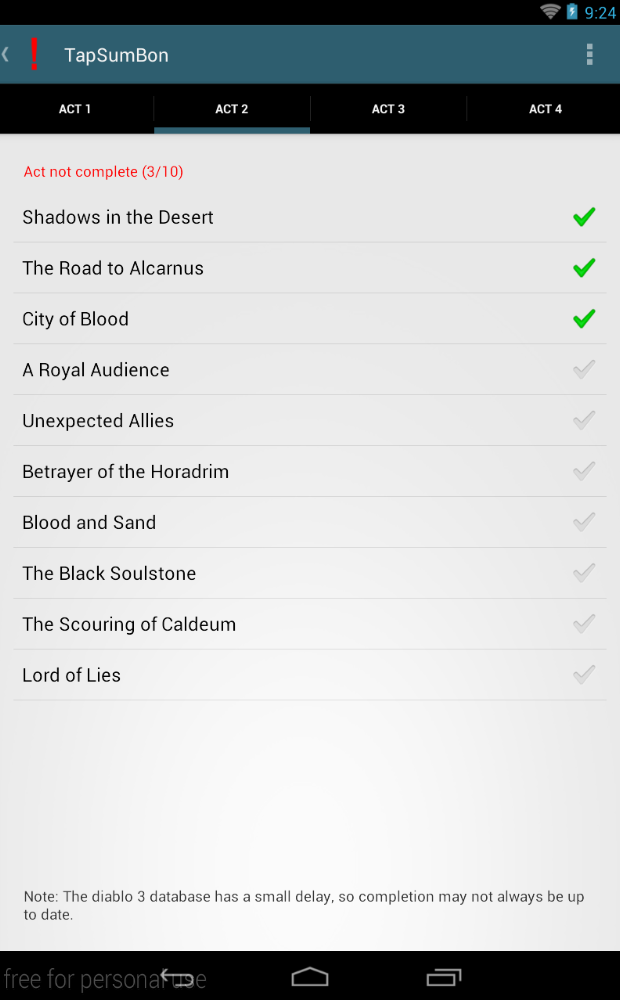 9:24
TapSumBon
ACT 1
ACT 2
ACT 3
ACT 4
Act not complete (3/10)
Shadows in the Desert
The Road to Alcarnus
City of Blood
A Royal Audience
Unexpected Allies
Betrayer of the Horadrim
Blood and Sand
The Black Soulstone
The Scouring of Caldeum
Lord of Lies
Note: The diablo 3 database has a small delay, so completion may not always be up
to date.
free for personal use